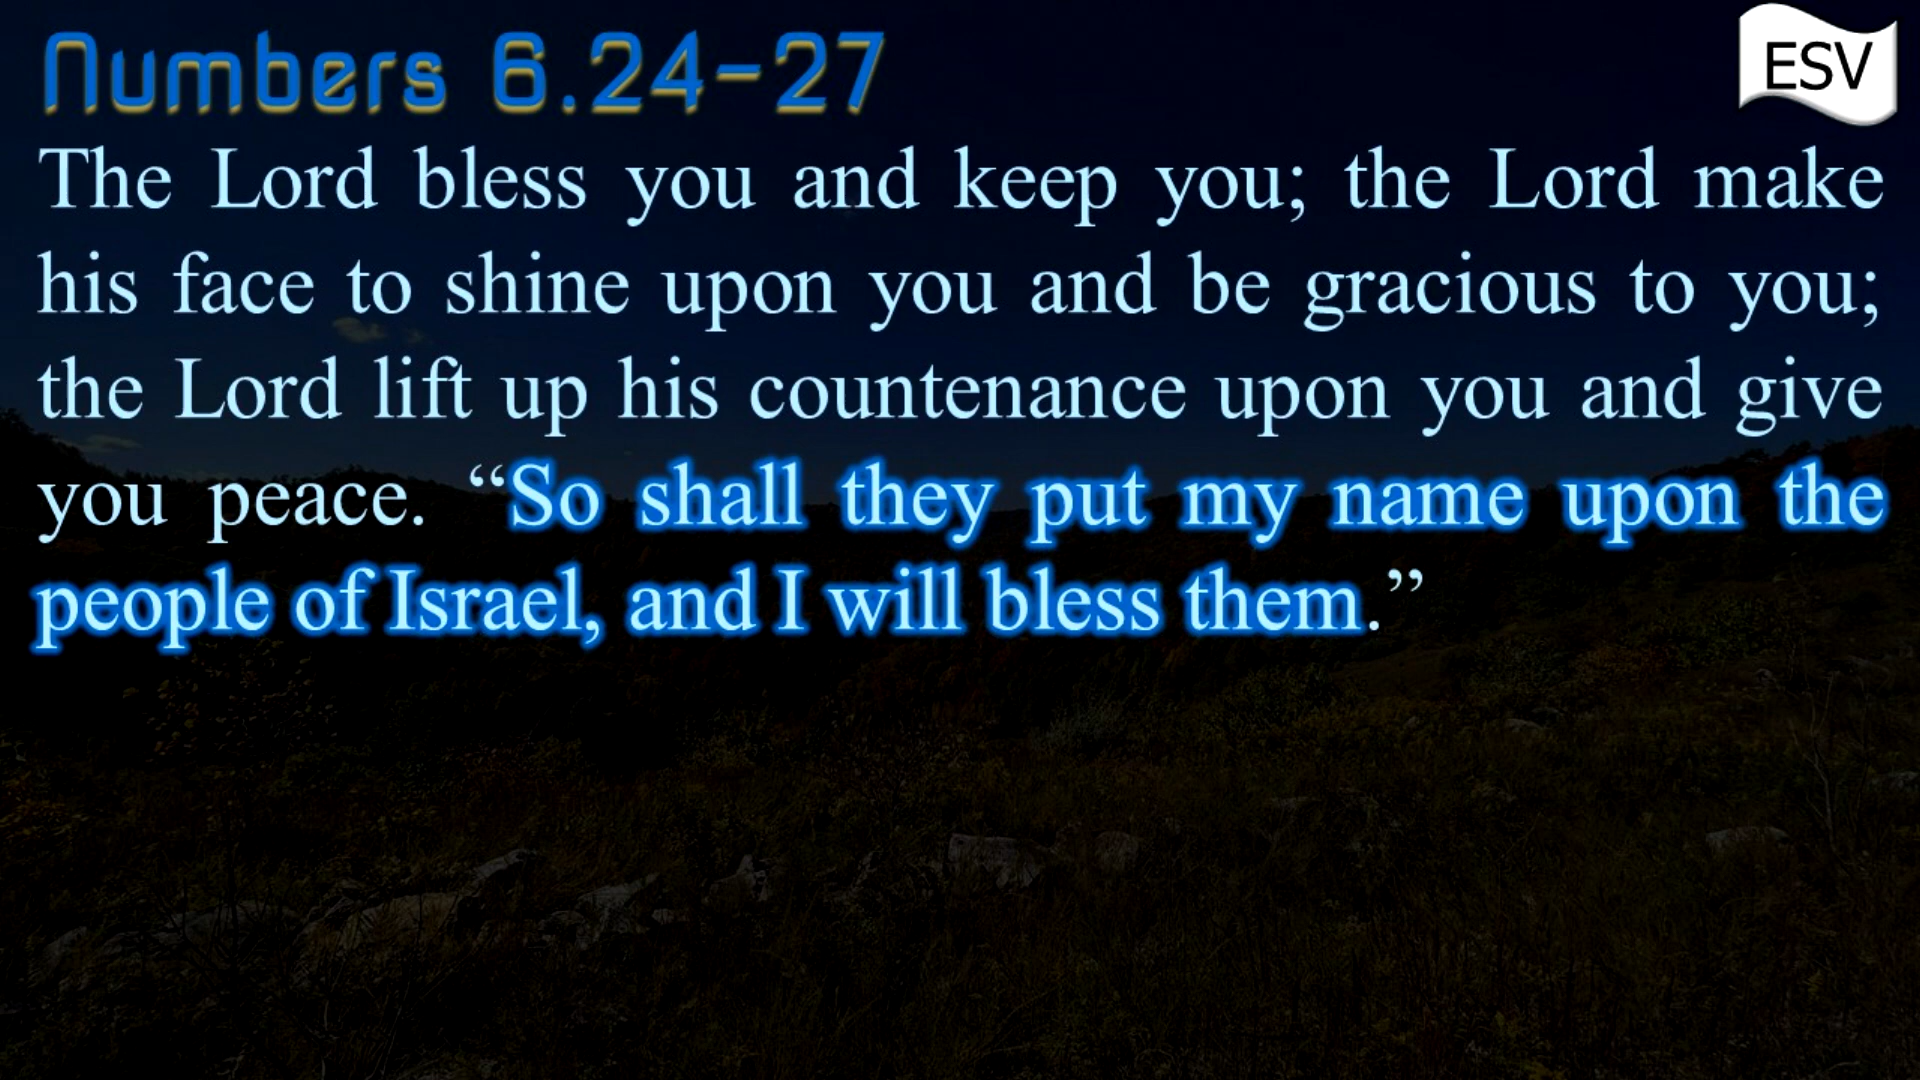 Numbers 6.24-27
ESV
The Lord bless you and keep you; the Lord make
his face to shine upon you and be gracious to you;
the Lord lift up his countenance upon you and give
you peace. “So shall they put my name upon the
people of Israel, and I will bless them.”